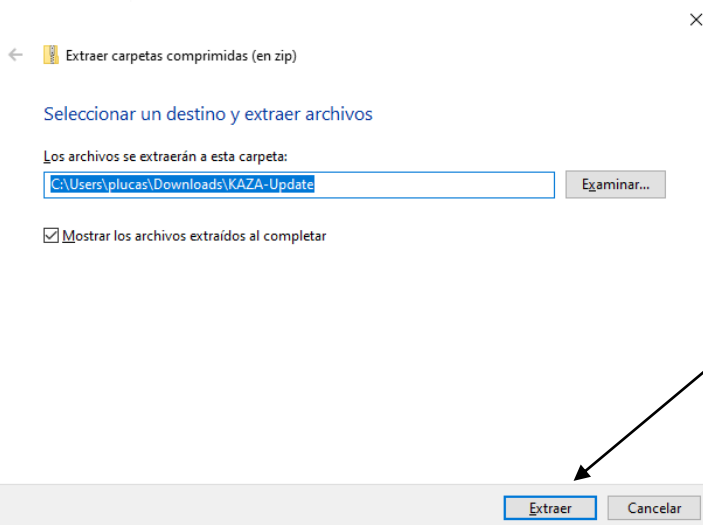 Extraer carpetas comprimidas (en zip)
Seleccionar un destino y extraer archivos
Los archivos se extraerán a esta carpeta:
C:\Users\plucas\Downloads\KAZA-Update
Examinar...
Mostrar los archivos extraídos al completar
Extraer
Cancelar